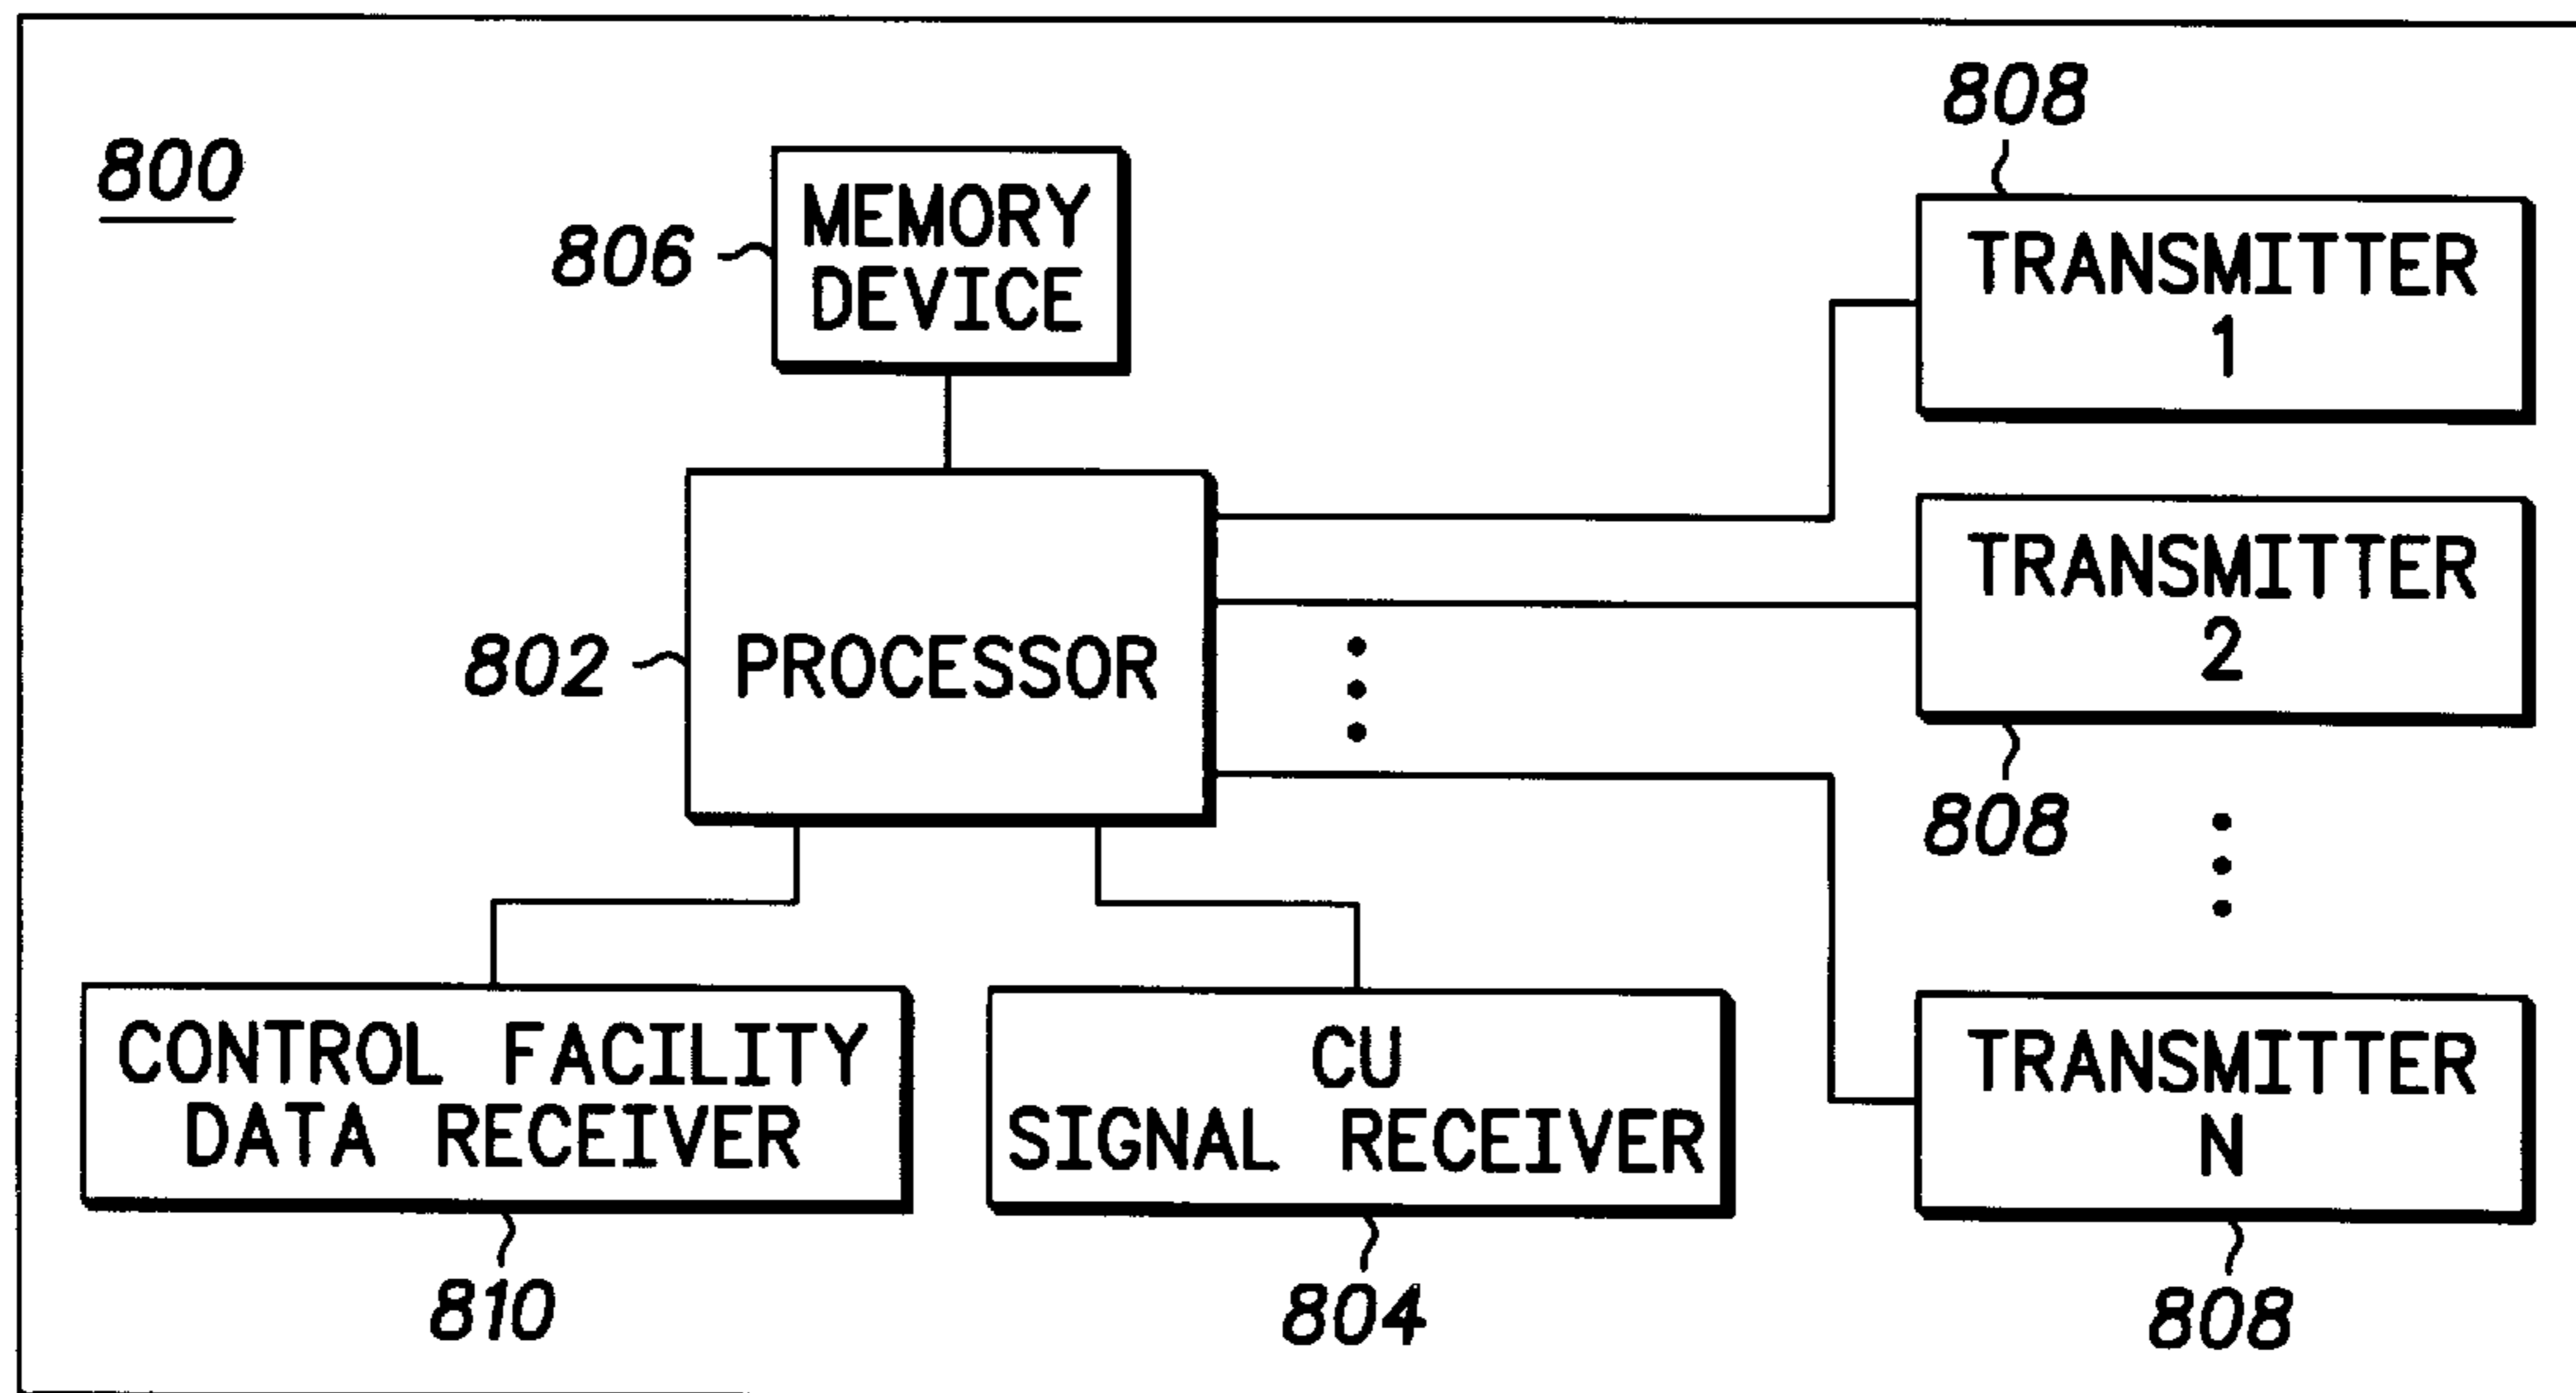 800
808
MEMORY
DEVICE
806
TRANSMITTER
1
TRANSMITTER
2
808
802
PROCESSOR
CONTROL FACILITY
DATA RECEIVER
810
CU
SIGNAL RECEIVER
804
TRANSMITTER
N
808